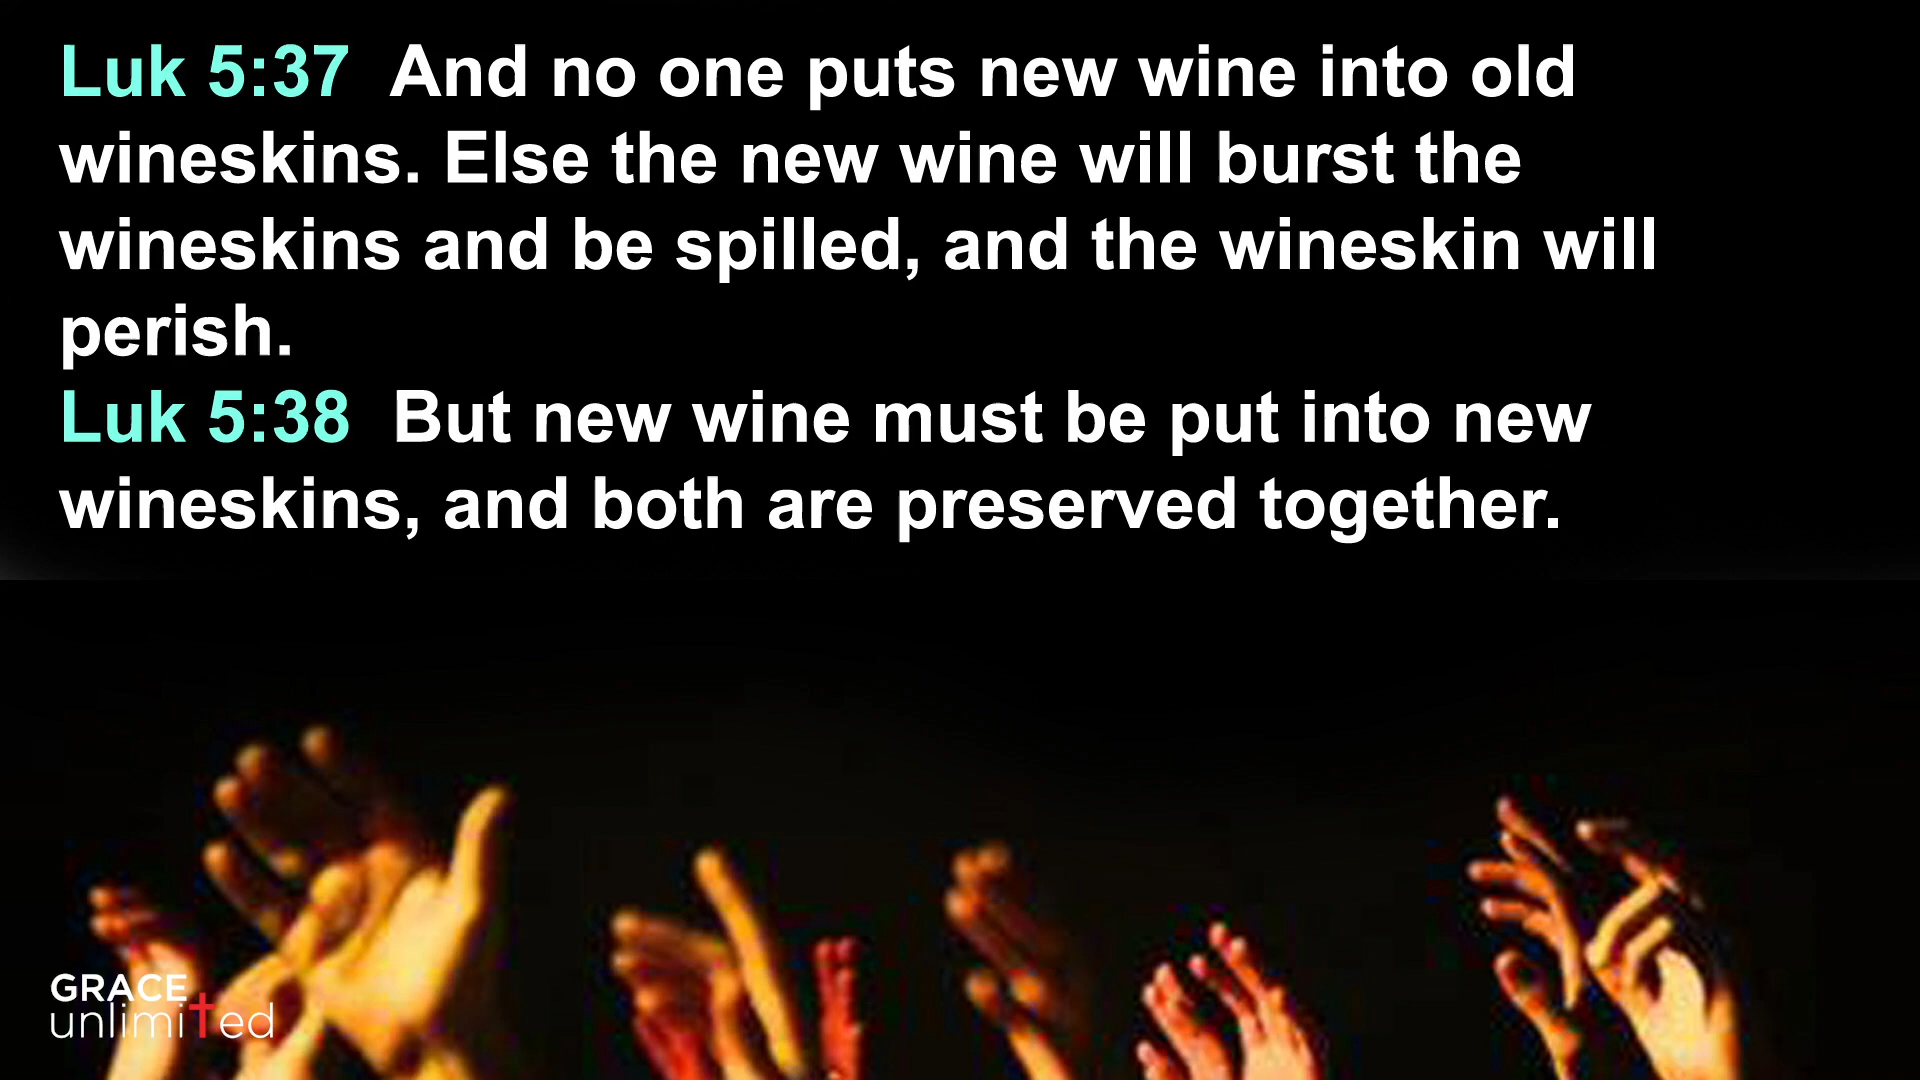 Luk 5:37 And no one puts new wine into old
wineskins. Else the new wine will burst the
wineskins and be spilled, and the wineskin will
perish.
Luk 5:38 But new wine must be put into new
wineskins, and both are preserved together.
GRACE
unlimited